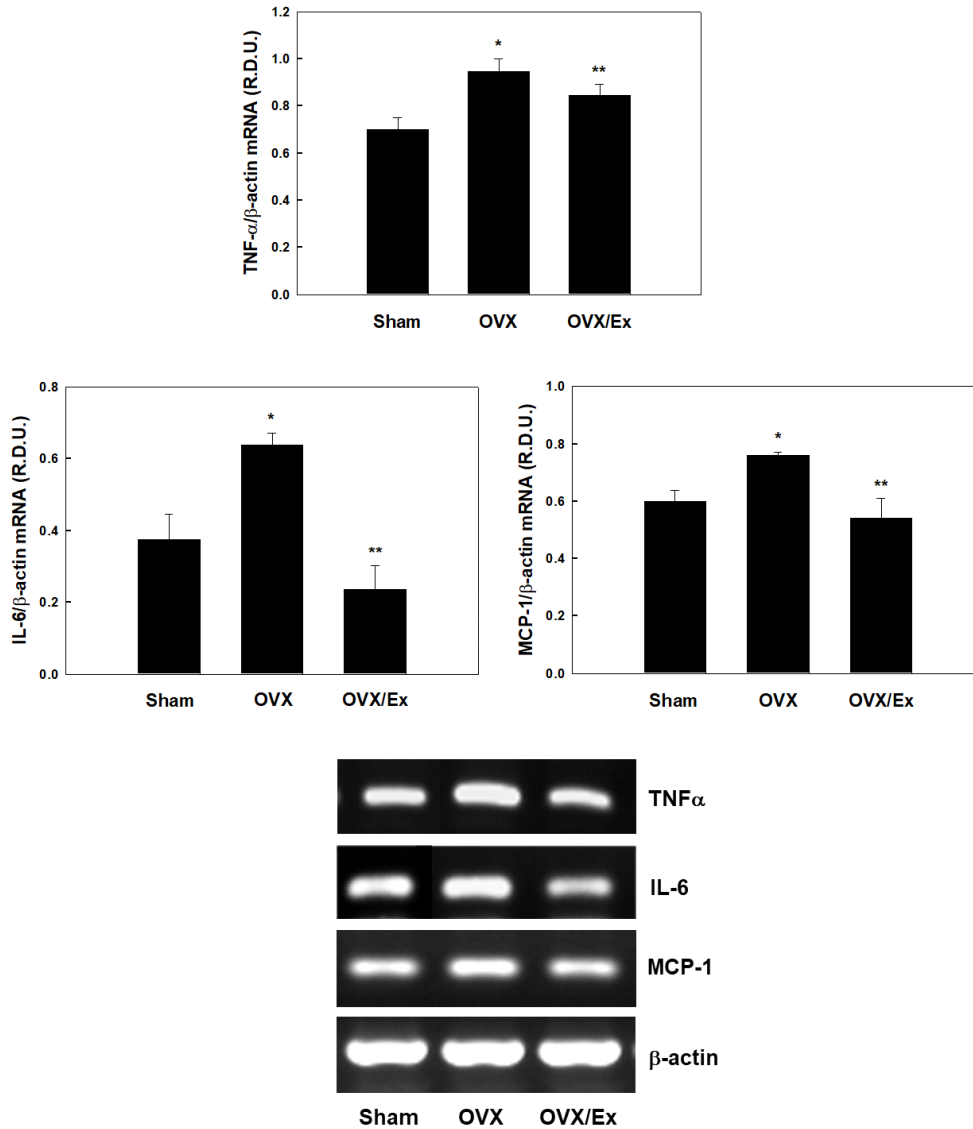 TNF-α/β-actin mRNA (R.D.U.)
1.2
1.0
0.8
0.6
0.4
0.2
0.0
*
**
Sham OVX OVX/Ex
IL-6/β-actin mRNA (R.D.U.)
0.8
0.6
0.4
0.2
0.0
*
**
Sham OVX OVX/Ex
MCP-1/β-actin mRNA (R.D.U.)
1.0
0.8
0.6
0.4
0.2
0.0
*
**
Sham OVX OVX/Ex
TNFα
IL-6
MCP-1
β-actin
Sham OVX OVX/Ex